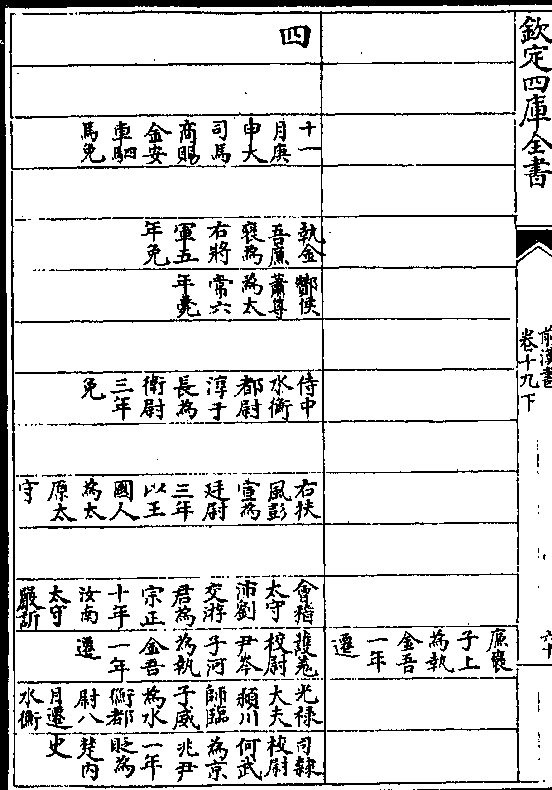 欽定四庫全書
前漢書
卷十九下
廉襃
子上
為執
金吾
一年
遷
四
十一
月庚
申大
司馬
商賜
金安
車駟
馬免
執金
吾廉
襃為
右將
軍五
年免
酇侯
蕭尊
為太
常六
年薨
侍中
水衡
都尉
淳于
長為
衛尉
三年
免
右扶
風彭
宣為
廷尉
三年
以王
國人
為太
原太
守
會稽
太守
沛劉
交游
君為
宗正
十年
汝南
太守
嚴訢
護羌
校尉
尹岑
子河
為執
金吾
一年
遷
光祿
大夫
潁川
師臨
子威
為水
衡都
尉八
月遷
水衡
司隸
校尉
何武
為京
兆尹
一年
貶為
楚內
史